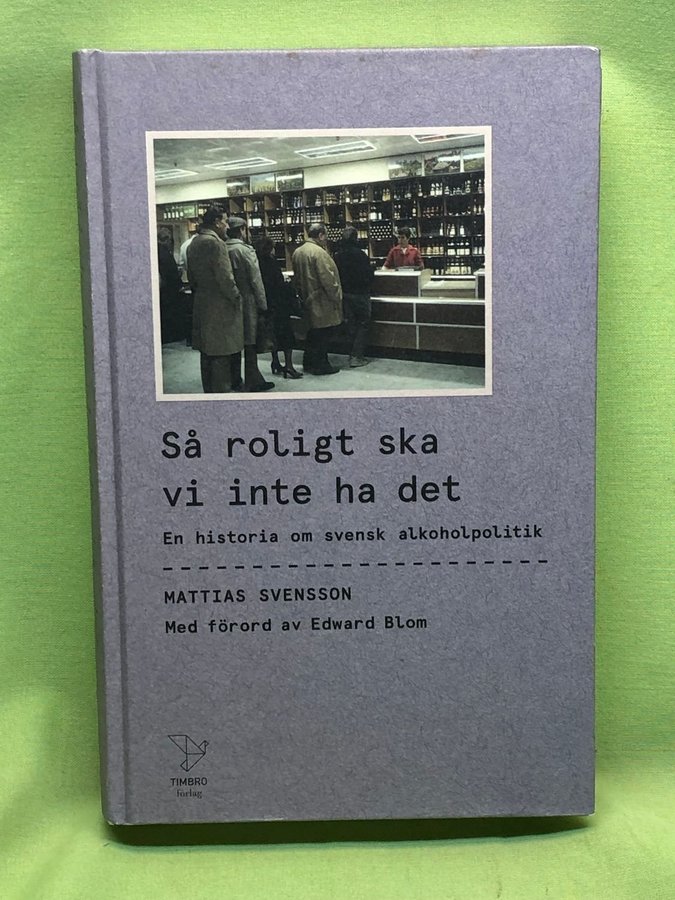 Så roligt ska
vi inte ha det
En historia om svensk alkoholpolitik
MATTIAS SVENSSON
Med förord av Edward Blom
TIMBRO
förlag